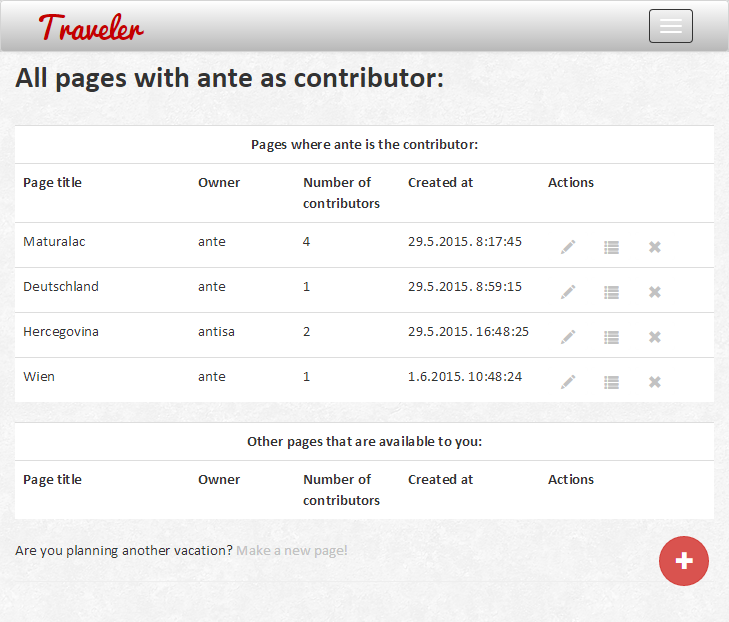 Traveler
All pages with ante as contributor:
Pages where ante is the contributor:
Page title Owner Number of contributors Created at Actions
Maturalac ante 4 29.5.2015. 8:17:45
Deutschland ante 1 29.5.2015. 8:59:15
Hercegovina antisa 2 29.5.2015. 16:48:25
Wien ante 1 1.6.2015. 10:48:24
Other pages that are available to you:
Page title Owner Number of contributors Created at Actions
Are you planning another vacation? Make a new page!